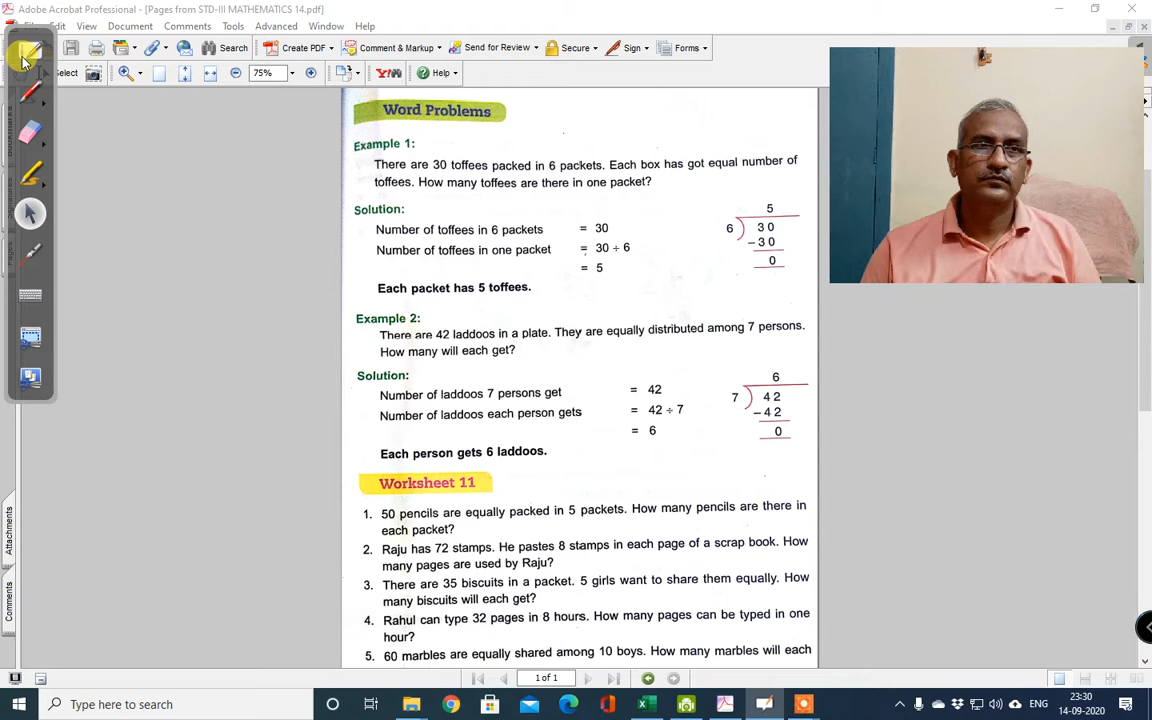 Adobe Acrobat Professional - [Pages from STD-III MATHEMATICS 14.pdf]
File Edit View Document Comments Tools Advanced Window Help
Search Create PDF Comment & Markup Send for Review Secure Sign Forms
Select 75% Y! Help
Word Problems
Example 1:
There are 30 toffees packed in 6 packets. Each box has got equal number of
toffees. How many toffees are there in one packet?
Solution:
Number of toffees in 6 packets = 30
Number of toffees in one packet = 30 ÷ 6
= 5
5
6 ) 3 0
− 3 0
0
Each packet has 5 toffees.
Example 2:
There are 42 laddoos in a plate. They are equally distributed among 7 persons.
How many will each get?
Solution:
Number of laddoos 7 persons get = 42
Number of laddoos each person gets = 42 ÷ 7
= 6
6
7 ) 4 2
− 4 2
0
Each person gets 6 laddoos.
Worksheet 11
1. 50 pencils are equally packed in 5 packets. How many pencils are there in
each packet?
2. Raju has 72 stamps. He pastes 8 stamps in each page of a scrap book. How
many pages are used by Raju?
3. There are 35 biscuits in a packet. 5 girls want to share them equally. How
many biscuits will each get?
4. Rahul can type 32 pages in 8 hours. How many pages can be typed in one
hour?
5. 60 marbles are equally shared among 10 boys. How many marbles will each
Attachments
Comments
1 of 1
Type here to search
ENG
23:30
14-09-2020